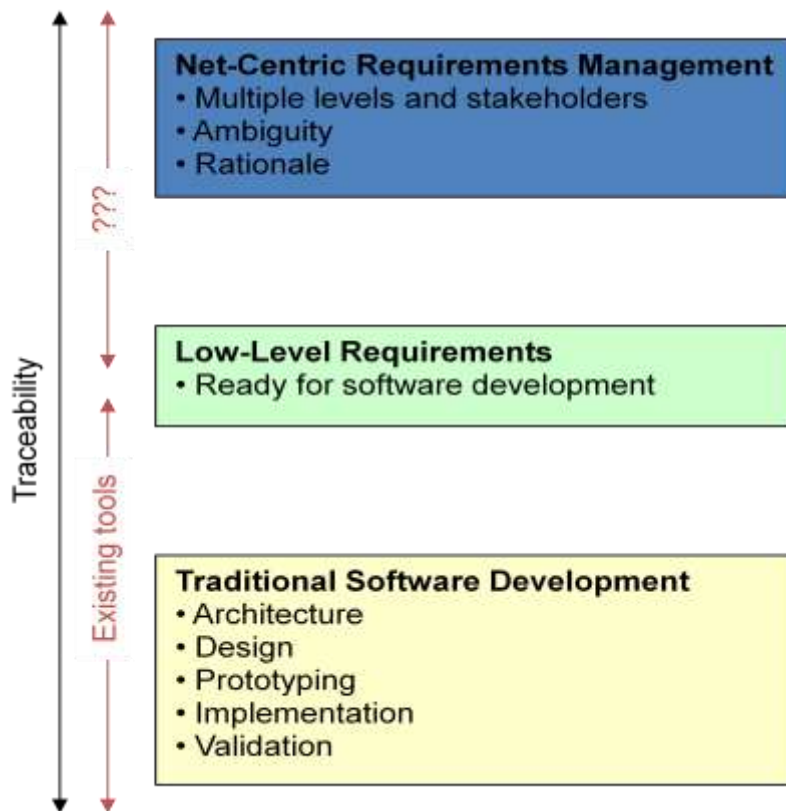 Traceability
???
Existing tools
Net-Centric Requirements Management
• Multiple levels and stakeholders
• Ambiguity
• Rationale
Low-Level Requirements
• Ready for software development
Traditional Software Development
• Architecture
• Design
• Prototyping
• Implementation
• Validation